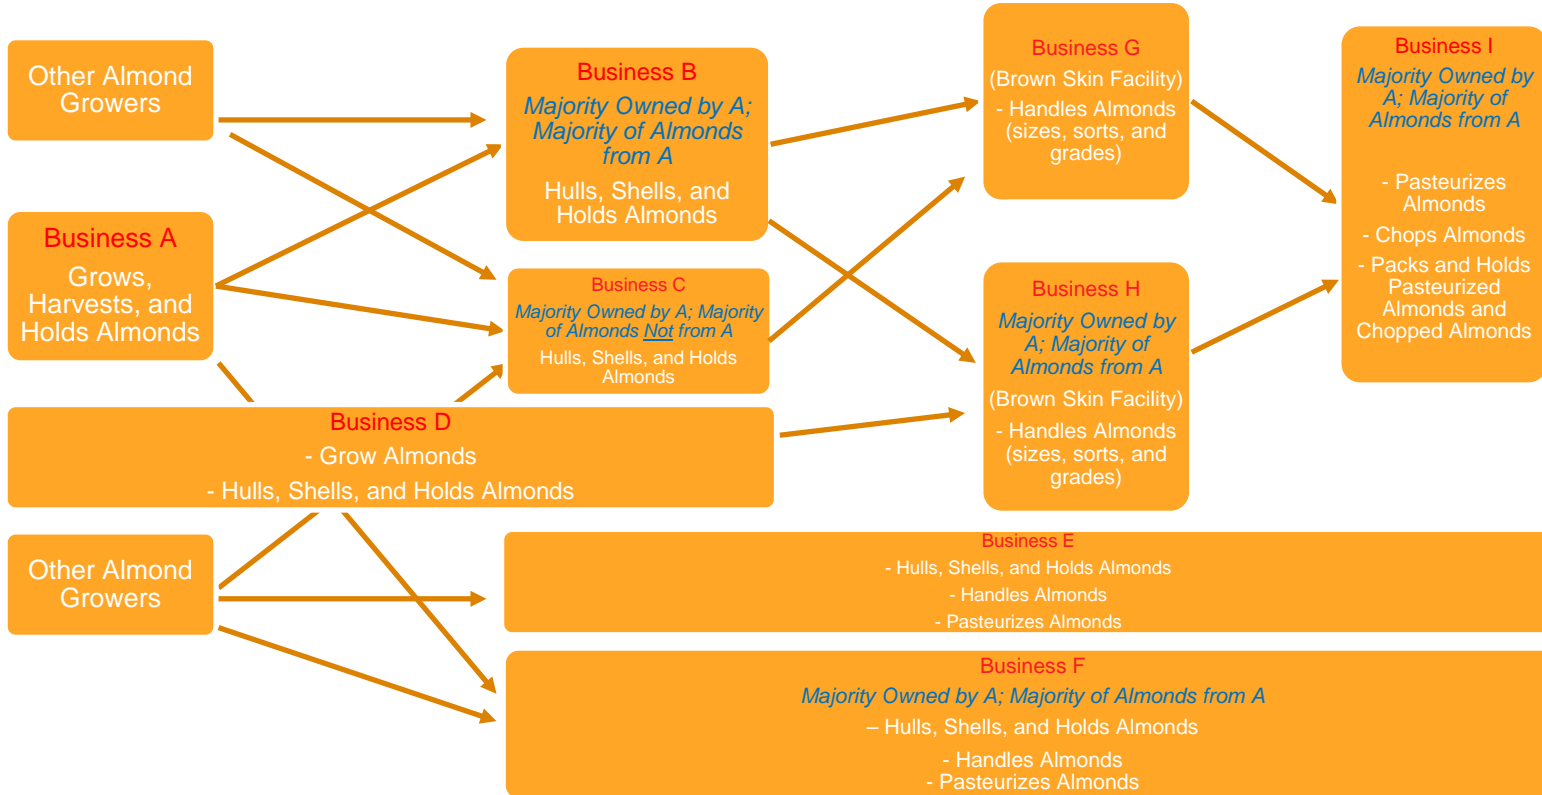 Other Almond
Growers
Business A
Grows,
Harvests, and
Holds Almonds
Business B
Majority Owned by A;
Majority of Almonds
from A
Hulls, Shells, and
Holds Almonds
Business C
Majority Owned by A; Majority
of Almonds Not from A
Hulls, Shells, and Holds
Almonds
Business D
- Grow Almonds
- Hulls, Shells, and Holds Almonds
Other Almond
Growers
Business G
(Brown Skin Facility)
- Handles Almonds
(sizes, sorts, and
grades)
Business H
Majority Owned by
A; Majority of
Almonds from A
(Brown Skin Facility)
- Handles Almonds
(sizes, sorts, and
grades)
Business I
Majority Owned by
A; Majority of
Almonds from A
- Pasteurizes
Almonds
- Chops Almonds
- Packs and Holds
Pasteurized
Almonds and
Chopped Almonds
Business E
- Hulls, Shells, and Holds Almonds
- Handles Almonds
- Pasteurizes Almonds
Business F
Majority Owned by A; Majority of Almonds from A
– Hulls, Shells, and Holds Almonds
- Handles Almonds
- Pasteurizes Almonds